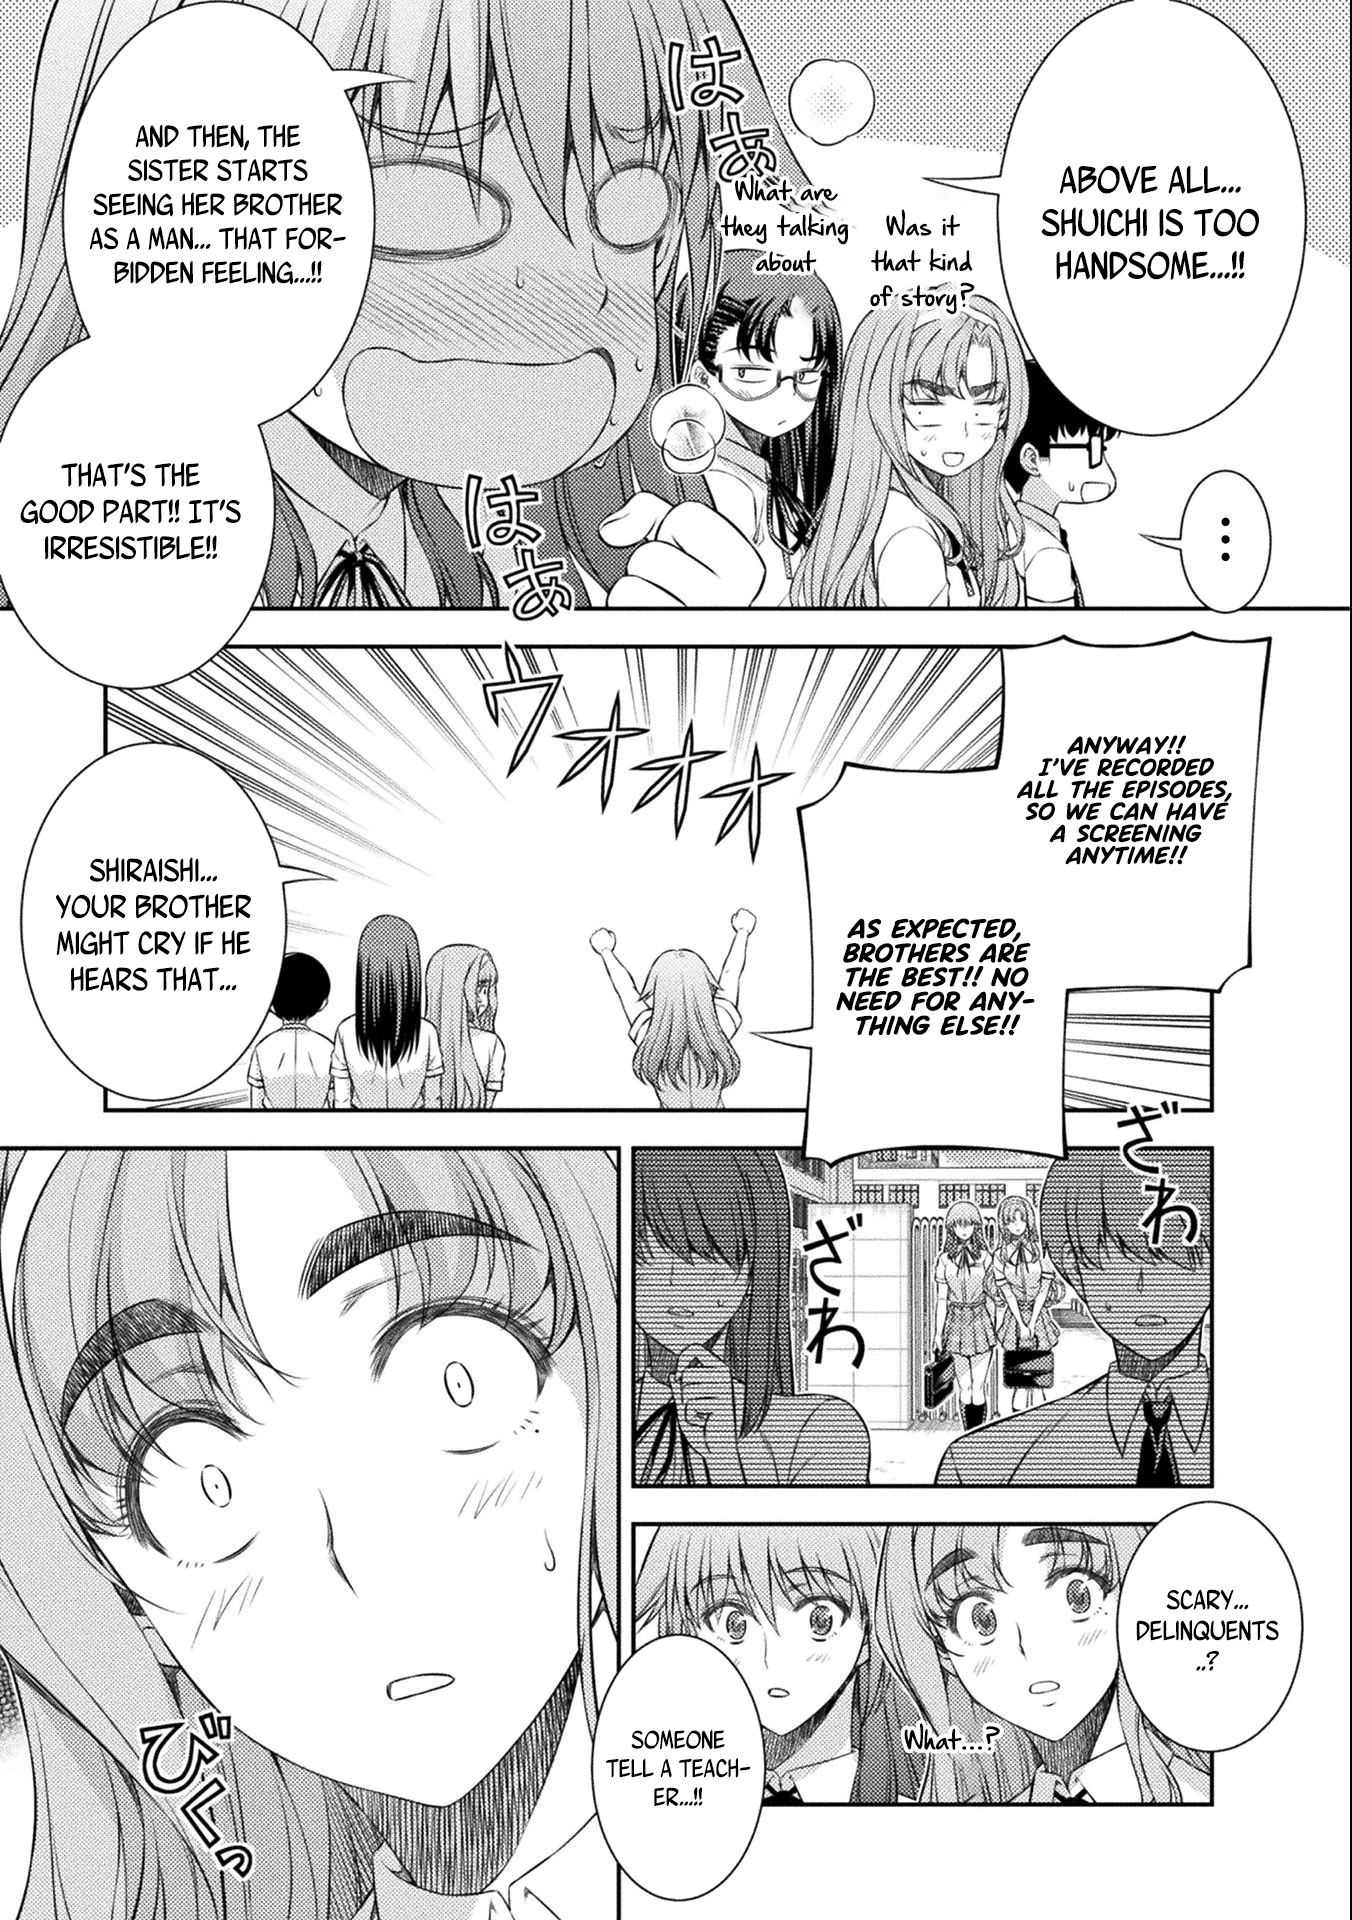 ABOVE ALL...
SHUICHI IS TOO
HANDSOME...!!
はぁ
What are
they talking
about
Was it
that kind
of story?
AND THEN, THE
SISTER STARTS
SEEING HER BROTHER
AS A MAN... THAT FOR-
BIDDEN FEELING...!!
THAT'S THE
GOOD PART!! IT'S
IRRESISTIBLE!!
はぁ
...
ANYWAY!!
I'VE RECORDED
ALL THE EPISODES,
SO WE CAN HAVE
A SCREENING
ANYTIME!!
AS EXPECTED,
BROTHERS ARE
THE BEST!! NO
NEED FOR ANY-
THING ELSE!!
ウオオオオ
SHIRAISHI...
YOUR BROTHER
MIGHT CRY IF HE
HEARS THAT...
ざわ
ざわ
SCARY...
DELINQUENTS
..?
What...?
SOMEONE
TELL A TEACH-
ER...!!
びくっ